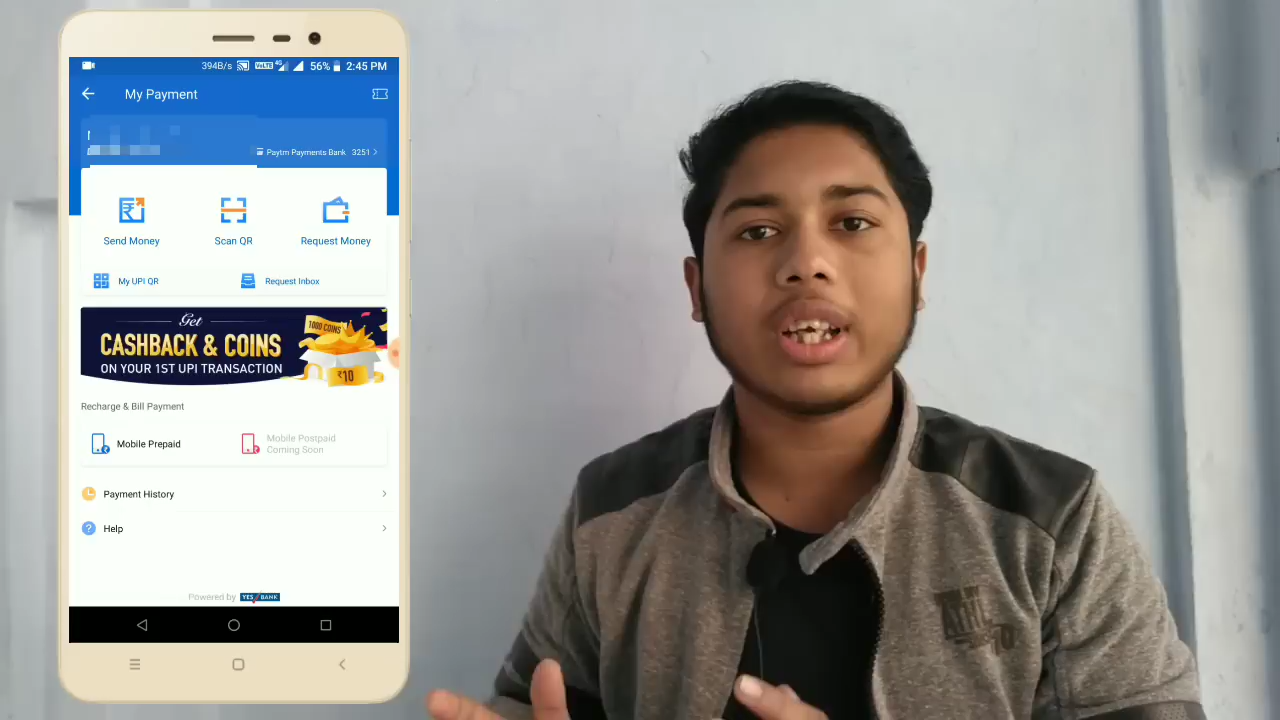 394B/s VoLTE 4G 56% 2:45 PM
My Payment
Paytm Payments Bank 3251
Send Money
Scan QR
Request Money
My UPI QR
Request Inbox
Get
1000 COINS
CASHBACK & COINS
ON YOUR 1ST UPI TRANSACTION
₹10
Recharge & Bill Payment
Mobile Prepaid
Mobile Postpaid
Coming Soon
Payment History
Help
Powered by YES BANK